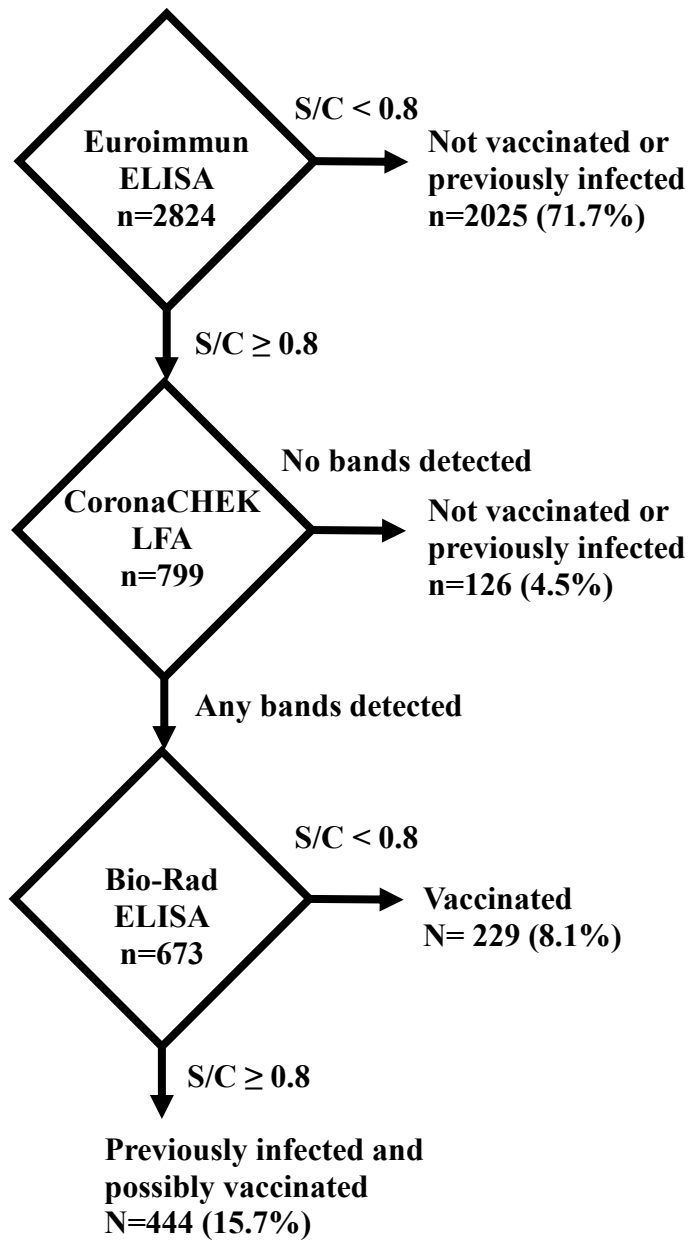 Euroimmun
ELISA
n=2824
S/C < 0.8
Not vaccinated or
previously infected
n=2025 (71.7%)
S/C ≥ 0.8
CoronaCHEK
LFA
n=799
No bands detected
Not vaccinated or
previously infected
n=126 (4.5%)
Any bands detected
Bio-Rad
ELISA
n=673
S/C < 0.8
Vaccinated
N= 229 (8.1%)
S/C ≥ 0.8
Previously infected and
possibly vaccinated
N=444 (15.7%)